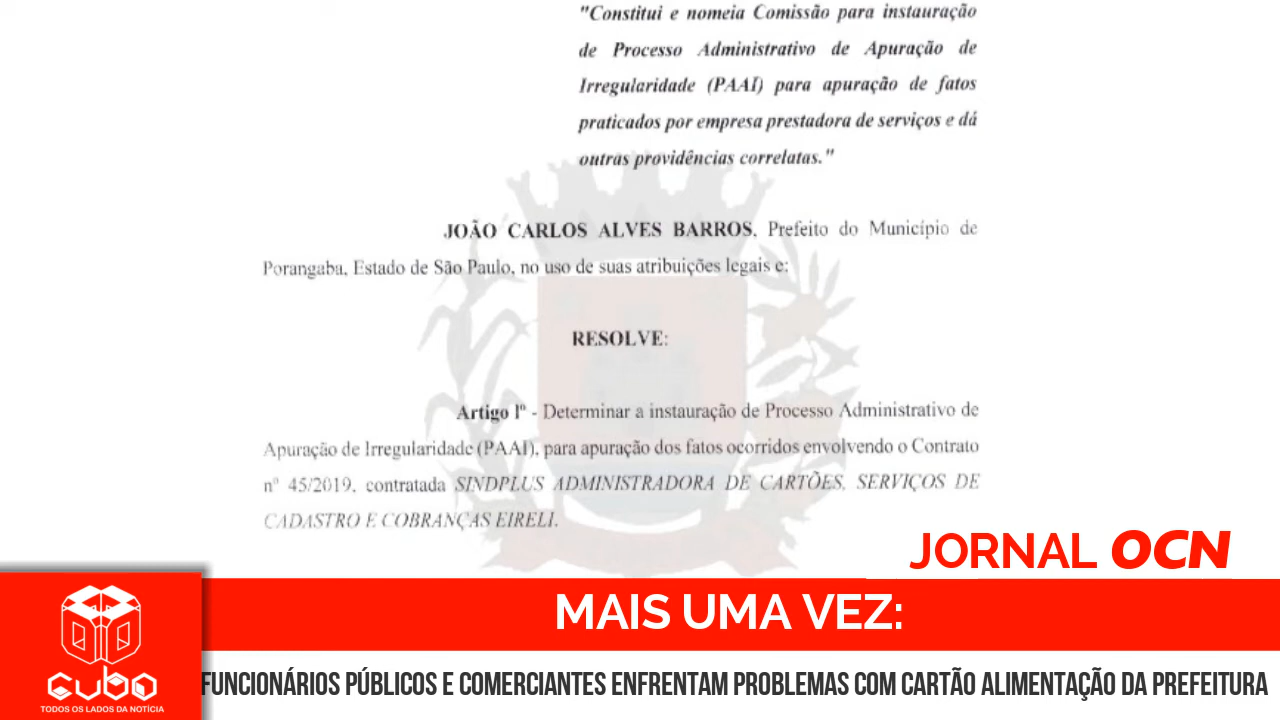 "Constitui e nomeia Comissão para instauração
de Processo Administrativo de Apuração de
Irregularidade (PAAI) para apuração de fatos
praticados por empresa prestadora de serviços e dá
outras providências correlatas."
JOÃO CARLOS ALVES BARROS, Prefeito do Município de
Porangaba, Estado de São Paulo, no uso de suas atribuições legais e:
RESOLVE:
Artigo 1º - Determinar a instauração de Processo Administrativo de
Apuração de Irregularidade (PAAI), para apuração dos fatos ocorridos envolvendo o Contrato
nº 45/2019, contratada SINDPLUS ADMINISTRADORA DE CARTÕES, SERVIÇOS DE
CADASTRO E COBRANÇAS EIRELI.
JORNAL OCN
MAIS UMA VEZ:
CUBO
TODOS OS LADOS DA NOTÍCIA
FUNCIONÁRIOS PÚBLICOS E COMERCIANTES ENFRENTAM PROBLEMAS COM CARTÃO ALIMENTAÇÃO DA PREFEITURA